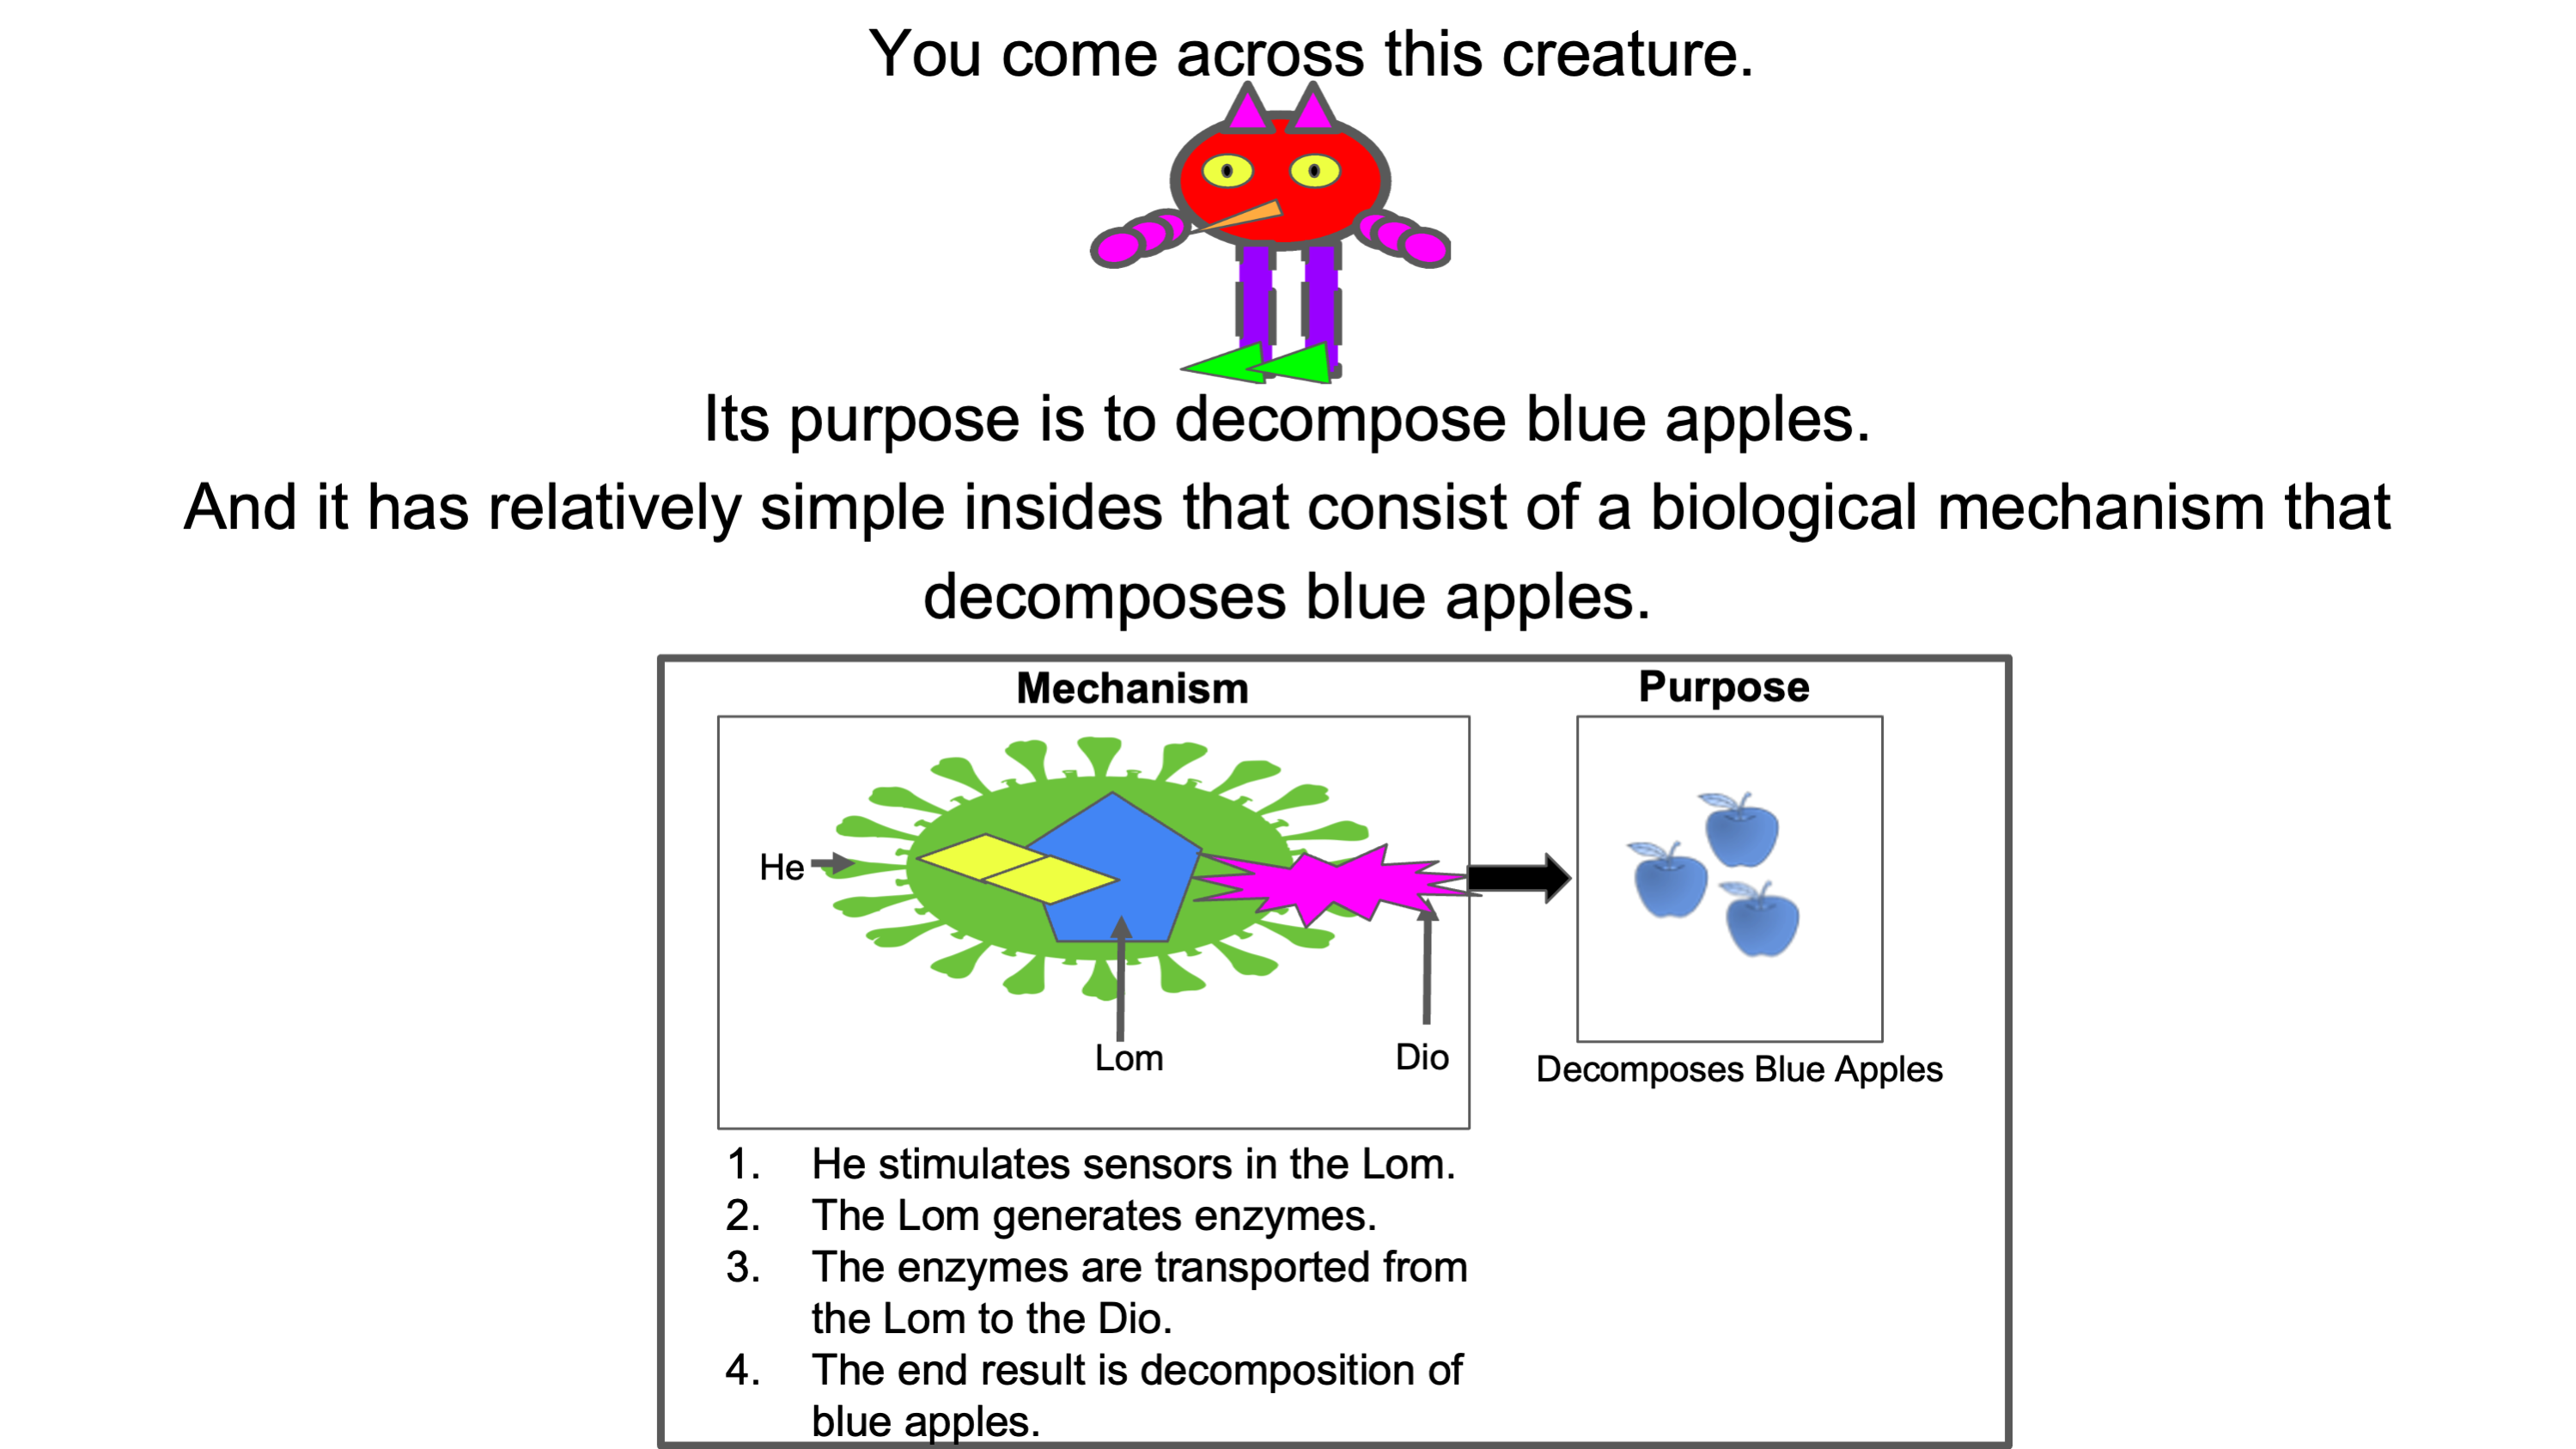 You come across this creature.
Its purpose is to decompose blue apples.
And it has relatively simple insides that consist of a biological mechanism that
decomposes blue apples.
Mechanism
Purpose
He
Lom
Dio
Decomposes Blue Apples
1. He stimulates sensors in the Lom.
2. The Lom generates enzymes.
3. The enzymes are transported from
the Lom to the Dio.
4. The end result is decomposition of
blue apples.